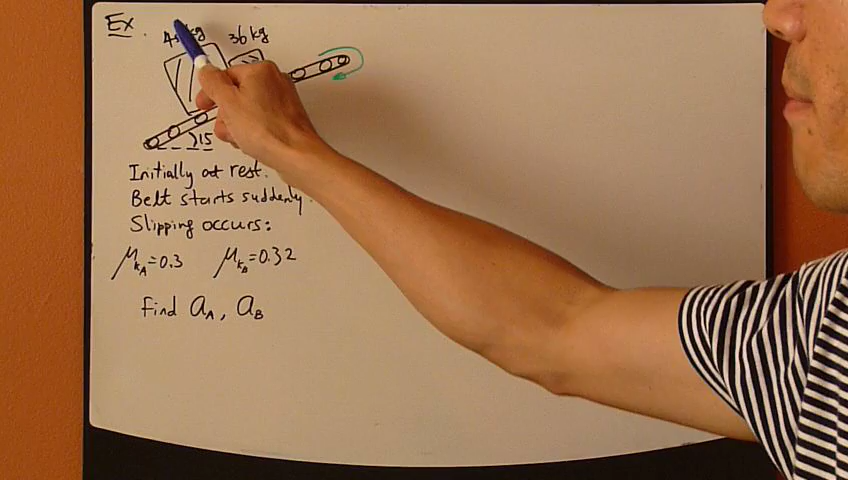 Ex.
36 kg
15
Initially at rest.
Belt starts suddenly.
Slipping occurs:
μkA=0.3 μkB=0.32
Find aA, aB